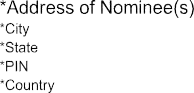 *Address of Nominee(s)
*City
*State
*PIN
*Country